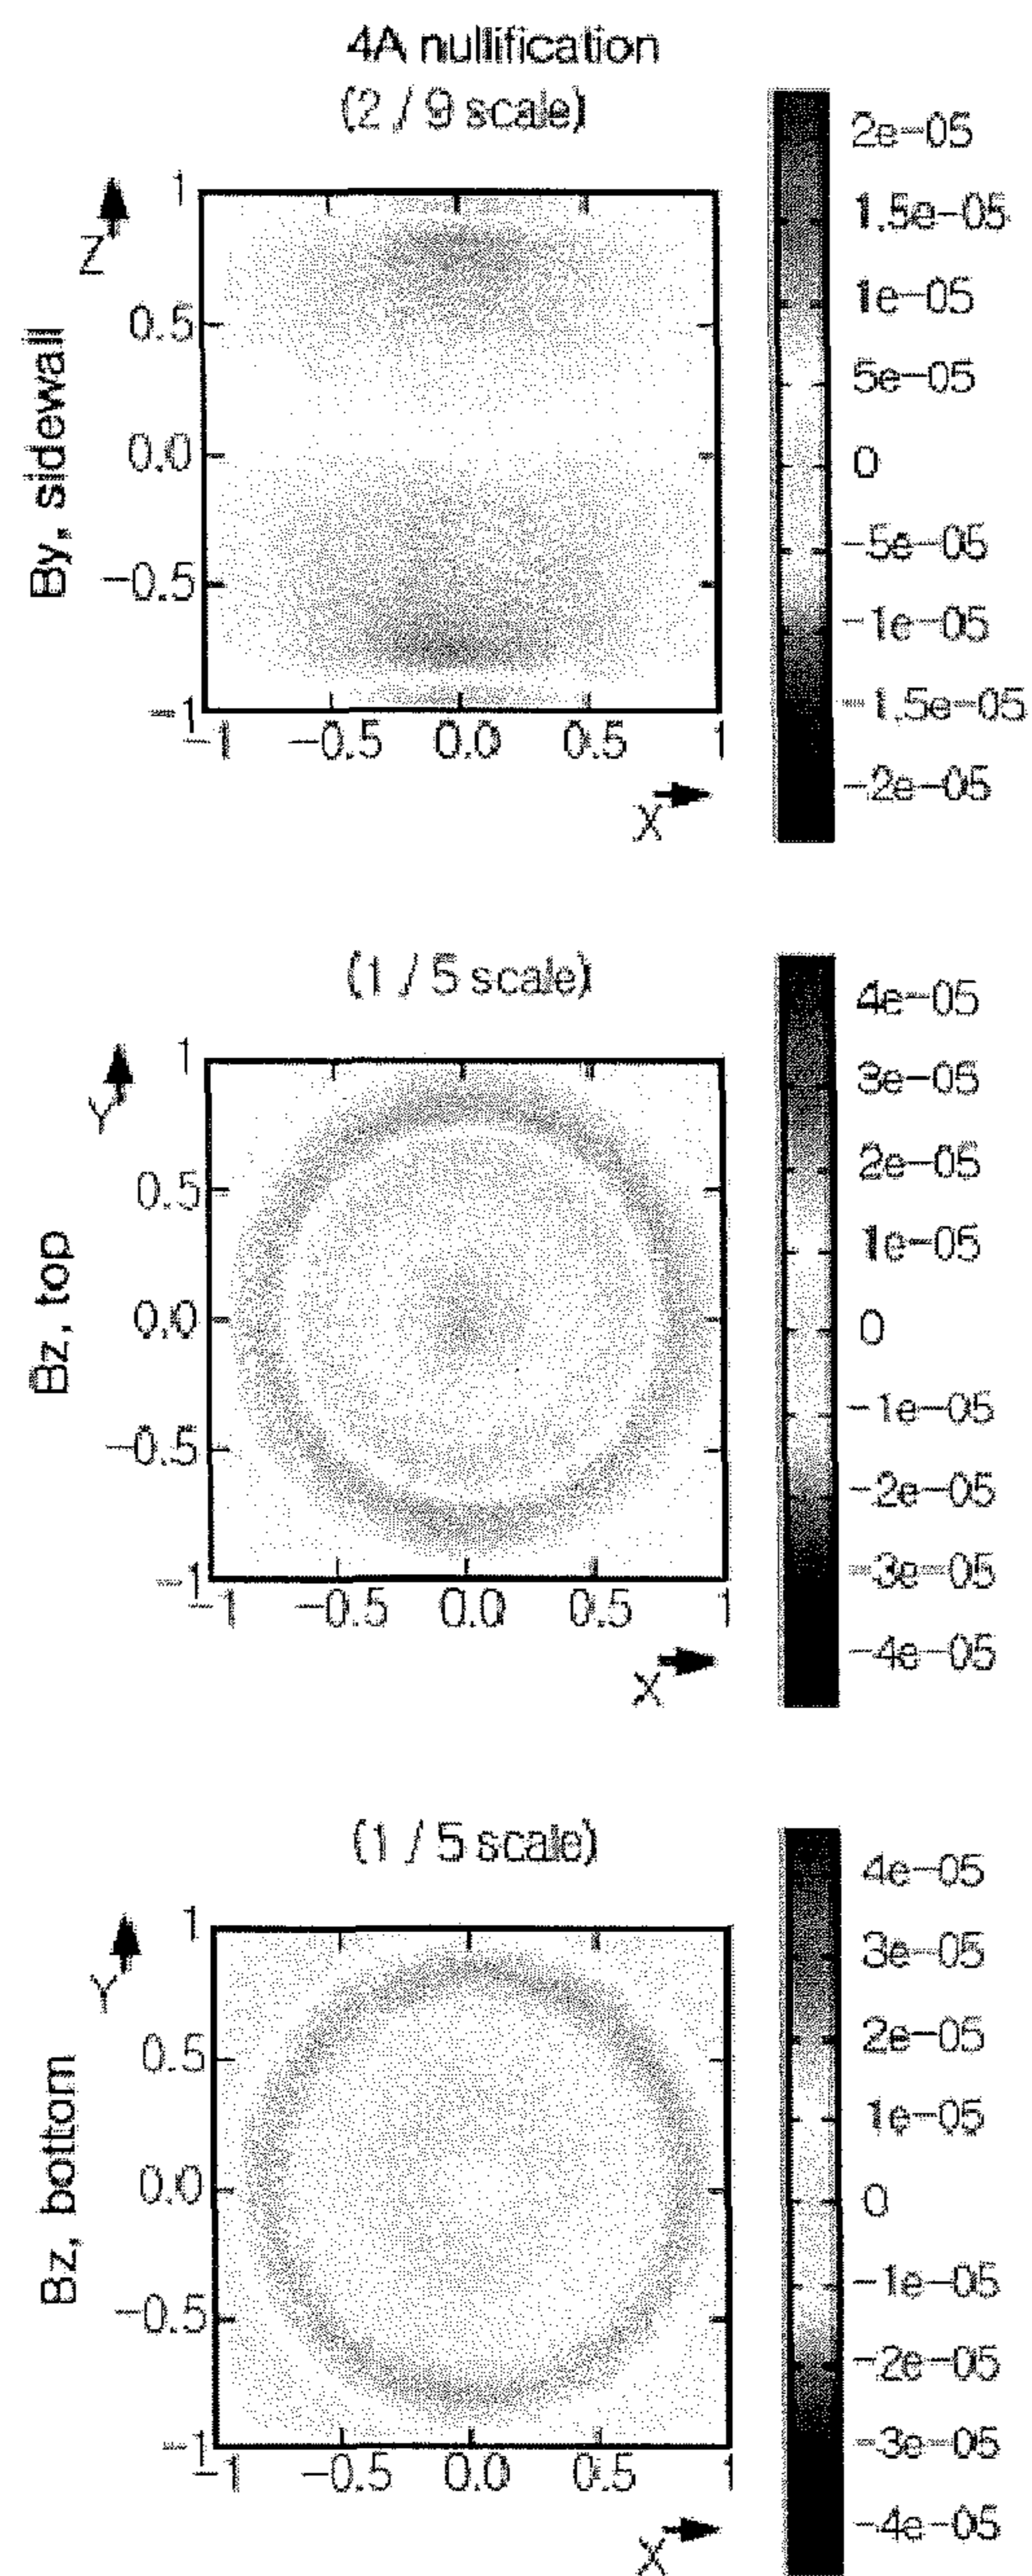 4A nullification
(2 / 9 scale)
By, sidewall
Z
1
0.5
0.0
-0.5
-1
-1 -0.5 0.0 0.5 1
X
2e-05
1.5e-05
1e-05
5e-05
0
-5e-05
-1e-05
-1.5e-05
-2e-05
(1 / 5 scale)
Bz, top
Y
1
0.5
0.0
-0.5
-1
-1 -0.5 0.0 0.5 1
X
4e-05
3e-05
2e-05
1e-05
0
-1e-05
-2e-05
-3e-05
-4e-05
(1 / 5 scale)
Bz, bottom
Y
1
0.5
0.0
-0.5
-1
-1 -0.5 0.0 0.5 1
X
4e-05
3e-05
2e-05
1e-05
0
-1e-05
-2e-05
-3e-05
-4e-05